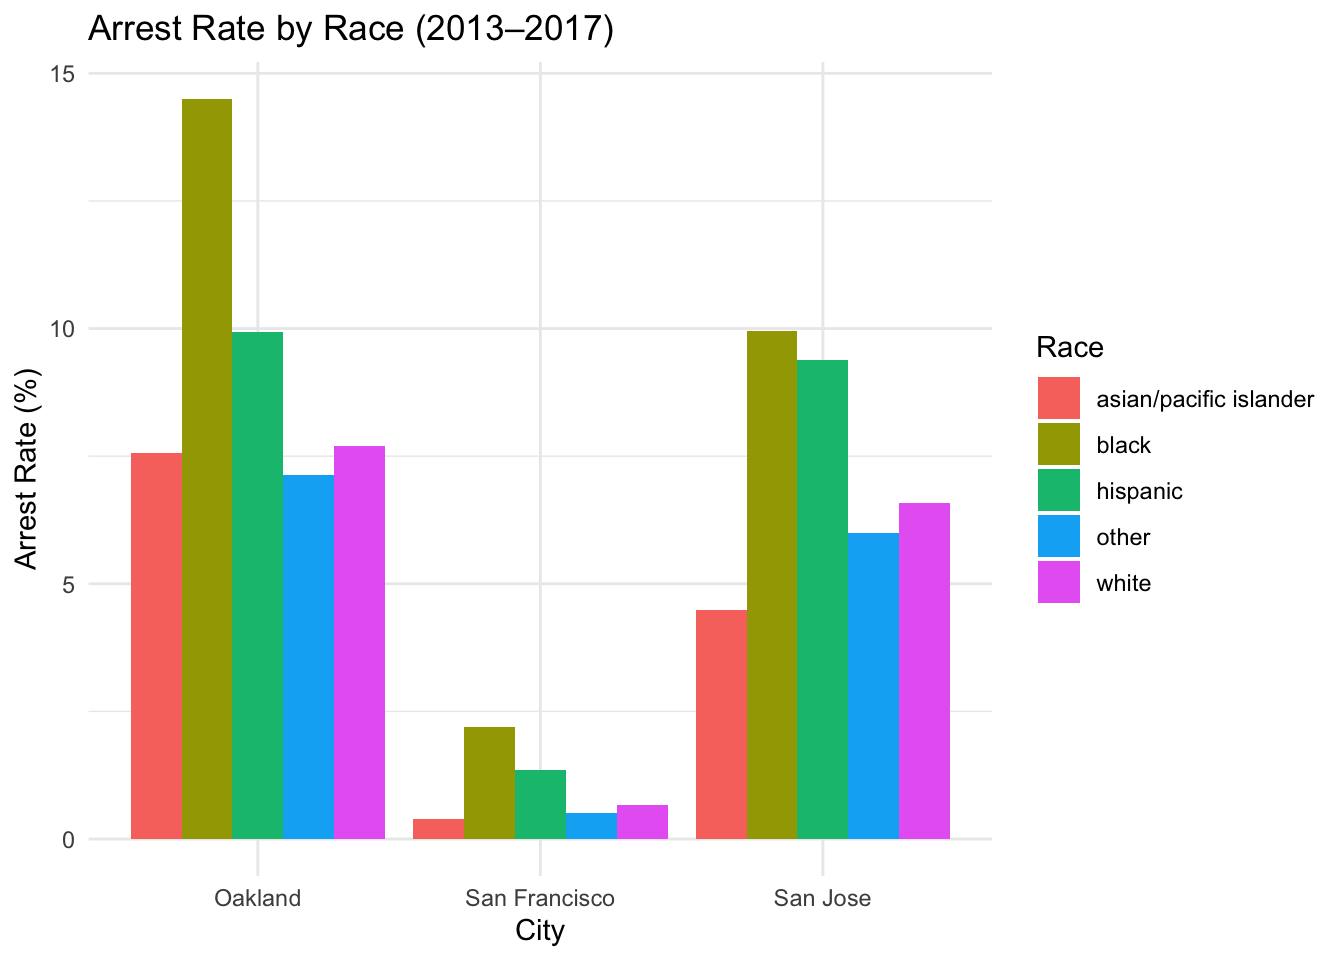 Arrest Rate by Race (2013–2017)
15
10
5
0
Arrest Rate (%)
Oakland
San Francisco
San Jose
City
Race
asian/pacific islander
black
hispanic
other
white